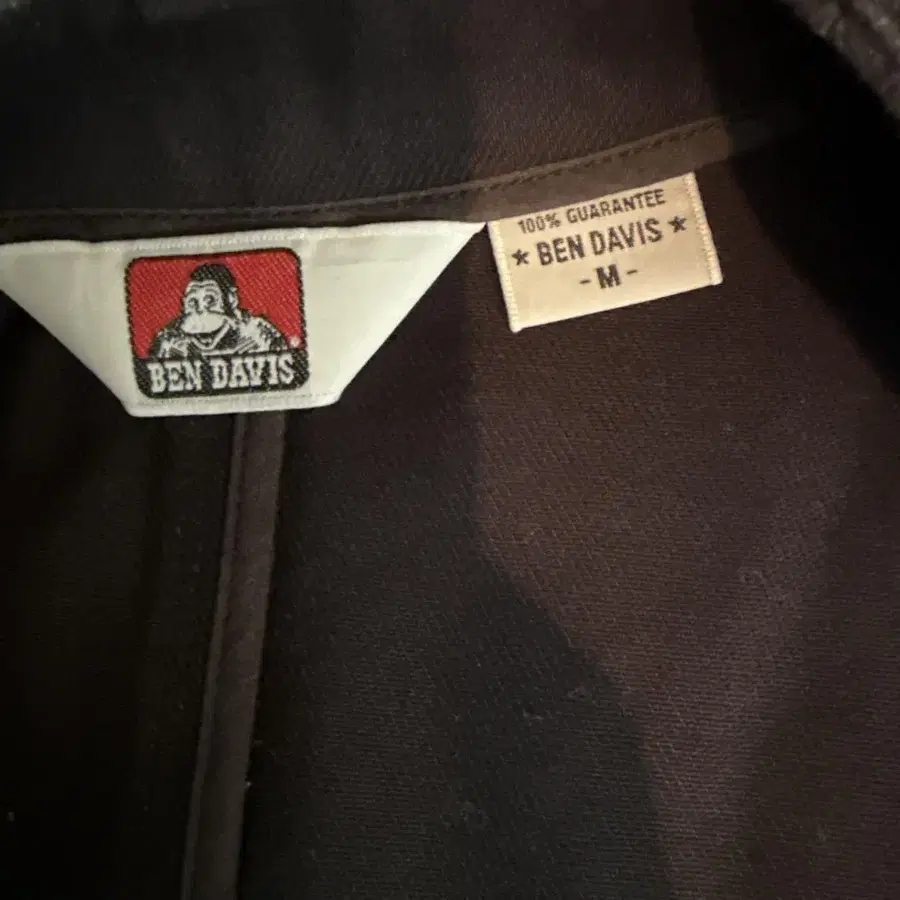 BEN DAVIS
100% GUARANTEE
★ BEN DAVIS ★
- M -